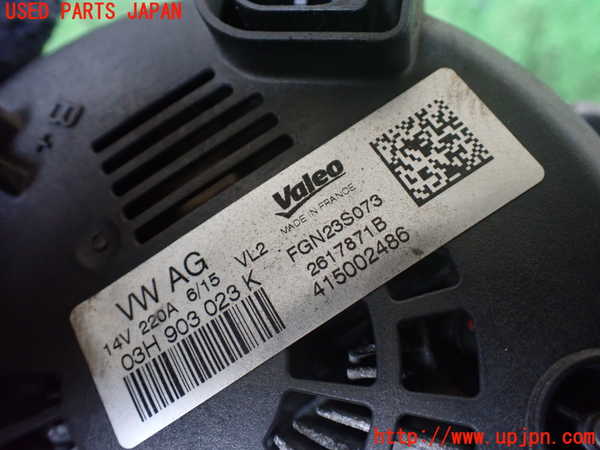 USED PARTS JAPAN
B+
Valeo
MADE IN FRANCE
VW AG
VL2
FGN23S073
14V 220A 6/15
2617871B
03H 903 023 K
415002486
http://www.upjpn.com/